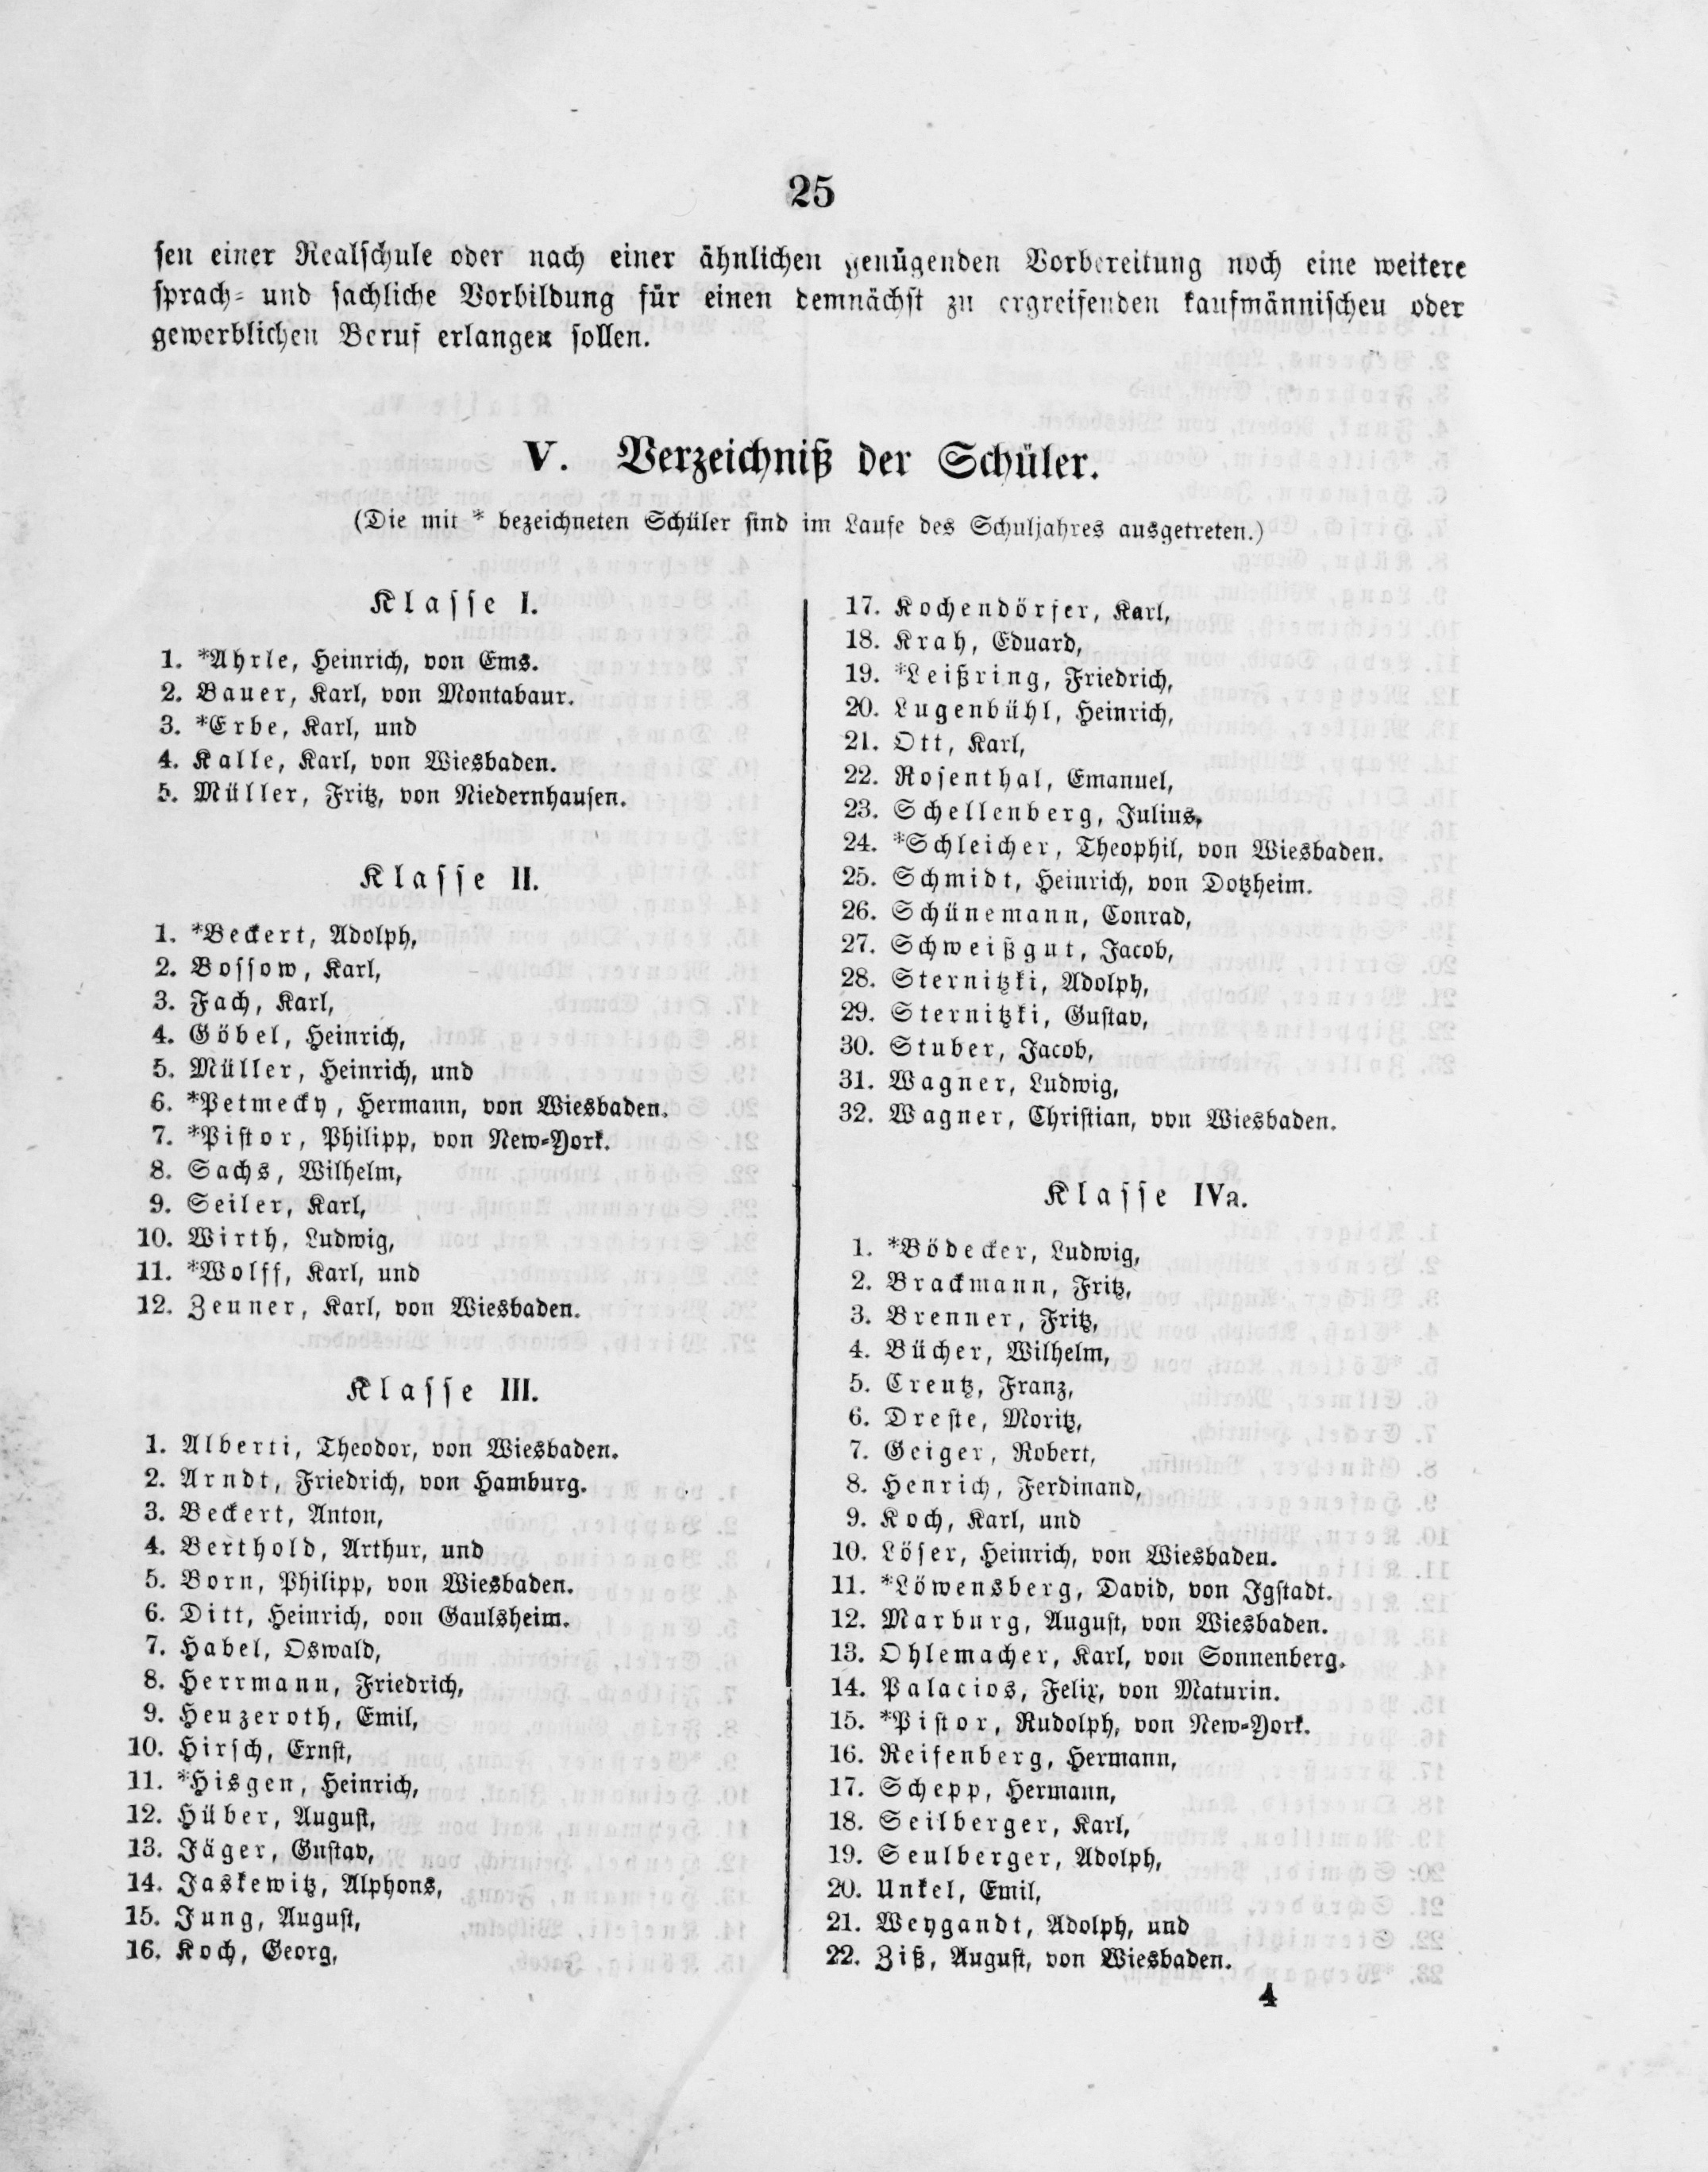 25
sen einer Realschule oder nach einer ähnlichen genügenden Vorbereitung noch eine weitere
sprach- und sachliche Vorbildung für einen demnächst zu ergreifenden kaufmännischen oder
gewerblichen Beruf erlangen sollen.
V. Verzeichniß der Schüler.
(Die mit * bezeichneten Schüler sind im Laufe des Schuljahres ausgetreten.)
Klasse I.
1. *Ahrle, Heinrich, von Ems.
2. Bauer, Karl, von Montabaur.
3. *Erbe, Karl, und
4. Kalle, Karl, von Wiesbaden.
5. Müller, Fritz, von Niedernhausen.
Klasse II.
1. *Beckert, Adolph,
2. Bossow, Karl,
3. Fach, Karl,
4. Göbel, Heinrich,
5. Müller, Heinrich, und
6. *Petmecky, Hermann, von Wiesbaden.
7. *Pistor, Philipp, von New-York.
8. Sachs, Wilhelm,
9. Seiler, Karl,
10. Wirth, Ludwig,
11. *Wolff, Karl, und
12. Zenner, Karl, von Wiesbaden.
Klasse III.
1. Alberti, Theodor, von Wiesbaden.
2. Arndt, Friedrich, von Hamburg.
3. Beckert, Anton,
4. Berthold, Arthur, und
5. Born, Philipp, von Wiesbaden.
6. Ditt, Heinrich, von Gaulsheim.
7. Habel, Oswald,
8. Herrmann, Friedrich,
9. Heuzeroth, Emil,
10. Hirsch, Ernst,
11. *Hisgen, Heinrich,
12. Hüber, August,
13. Jäger, Gustav,
14. Jaskewitz, Alphons,
15. Jung, August,
16. Koch, Georg,
17. Kochendörfer, Karl,
18. Krah, Eduard,
19. *Leißring, Friedrich,
20. Lugenbühl, Heinrich,
21. Ott, Karl,
22. Rosenthal, Emanuel,
23. Schellenberg, Julius,
24. *Schleicher, Theophil, von Wiesbaden.
25. Schmidt, Heinrich, von Dotzheim.
26. Schünemann, Conrad,
27. Schweißgut, Jacob,
28. Sternitzki, Adolph,
29. Sternitzki, Gustav,
30. Stuber, Jacob,
31. Wagner, Ludwig,
32. Wagner, Christian, von Wiesbaden.
Klasse IVa.
1. *Bödecker, Ludwig,
2. Brackmann, Fritz,
3. Brenner, Fritz,
4. Bücher, Wilhelm,
5. Creutz, Franz,
6. Dreste, Moritz,
7. Geiger, Robert,
8. Henrich, Ferdinand,
9. Koch, Karl, und
10. Löser, Heinrich, von Wiesbaden.
11. *Löwensberg, David, von Igstadt.
12. Marburg, August, von Wiesbaden.
13. Ohlemacher, Karl, von Sonnenberg.
14. Palacios, Felix, von Maturin.
15. *Pistor, Rudolph, von New-York.
16. Reifenberg, Hermann,
17. Schepp, Hermann,
18. Seilberger, Karl,
19. Seulberger, Adolph,
20. Unkel, Emil,
21. Weygandt, Adolph, und
22. Ziß, August, von Wiesbaden.
4